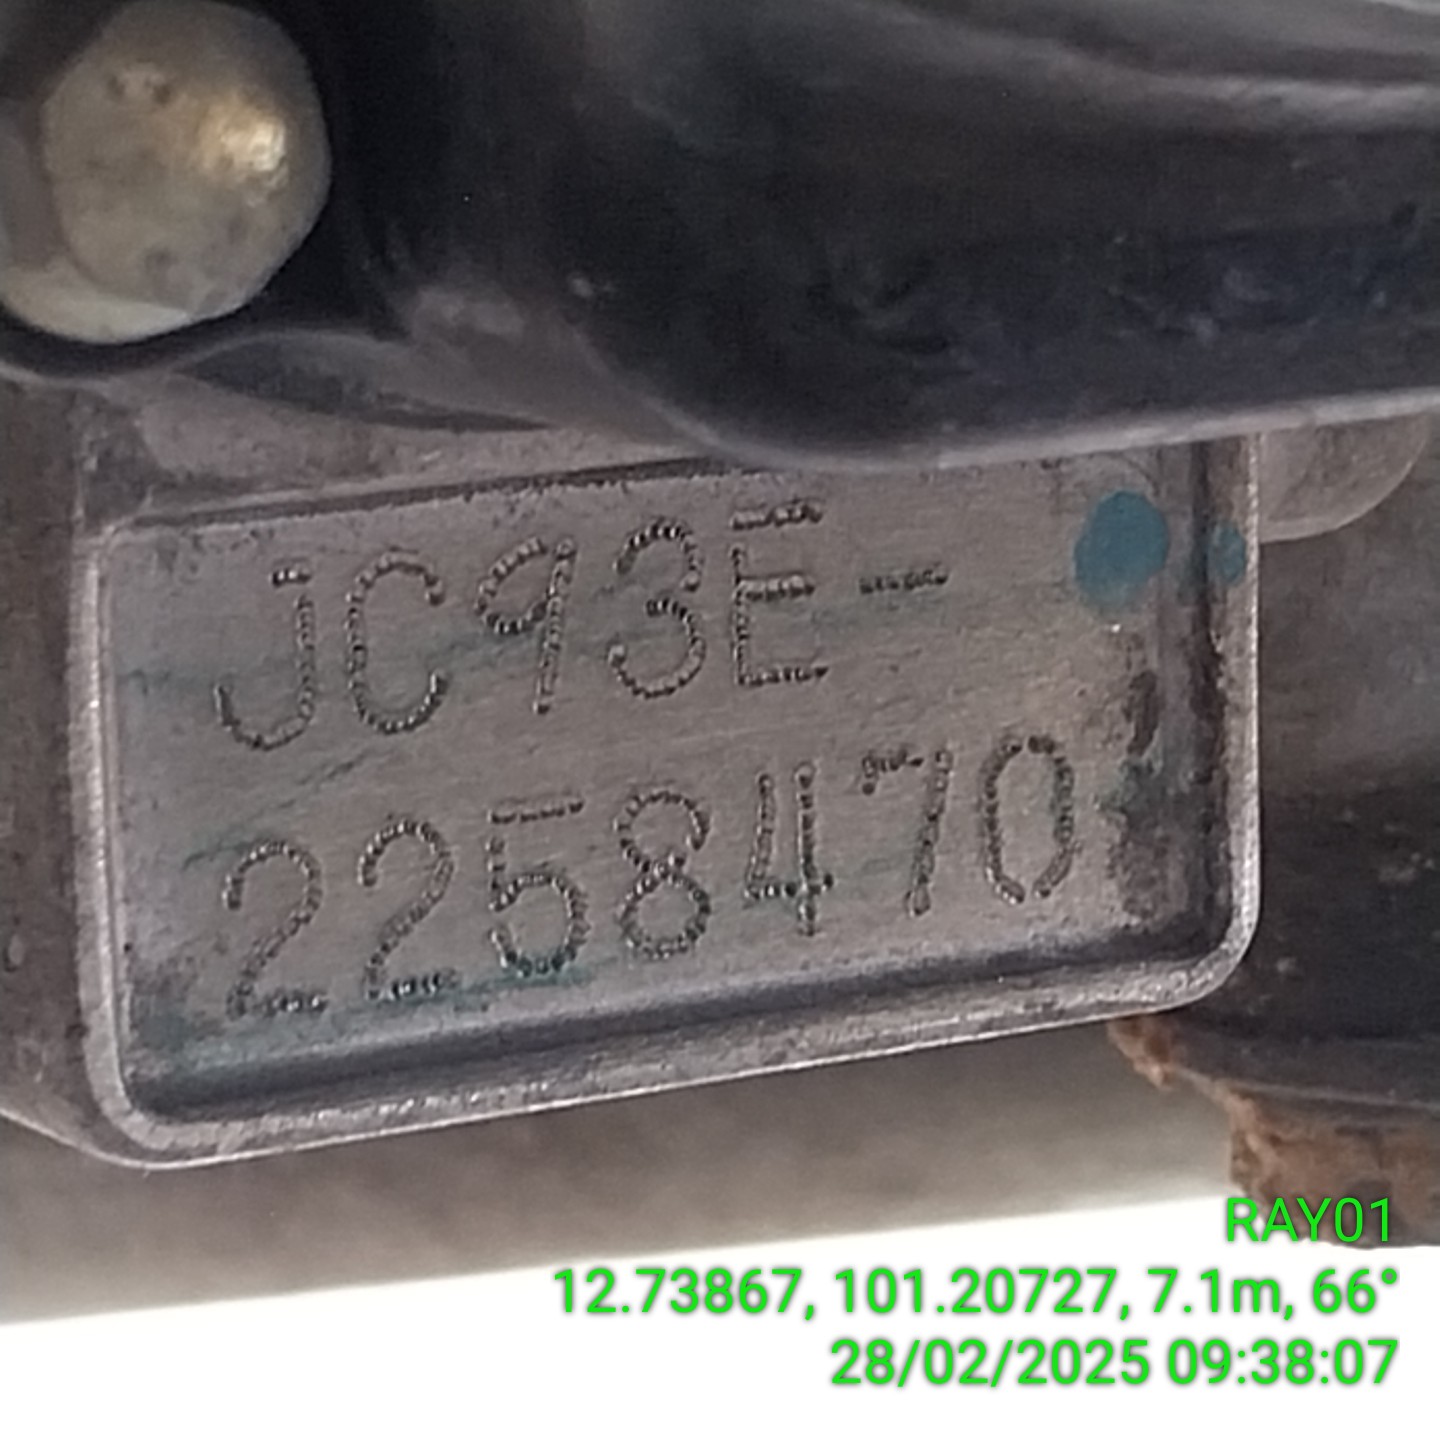 JC93E-
2258470
RAY01
12.73867, 101.20727, 7.1m, 66°
28/02/2025 09:38:07